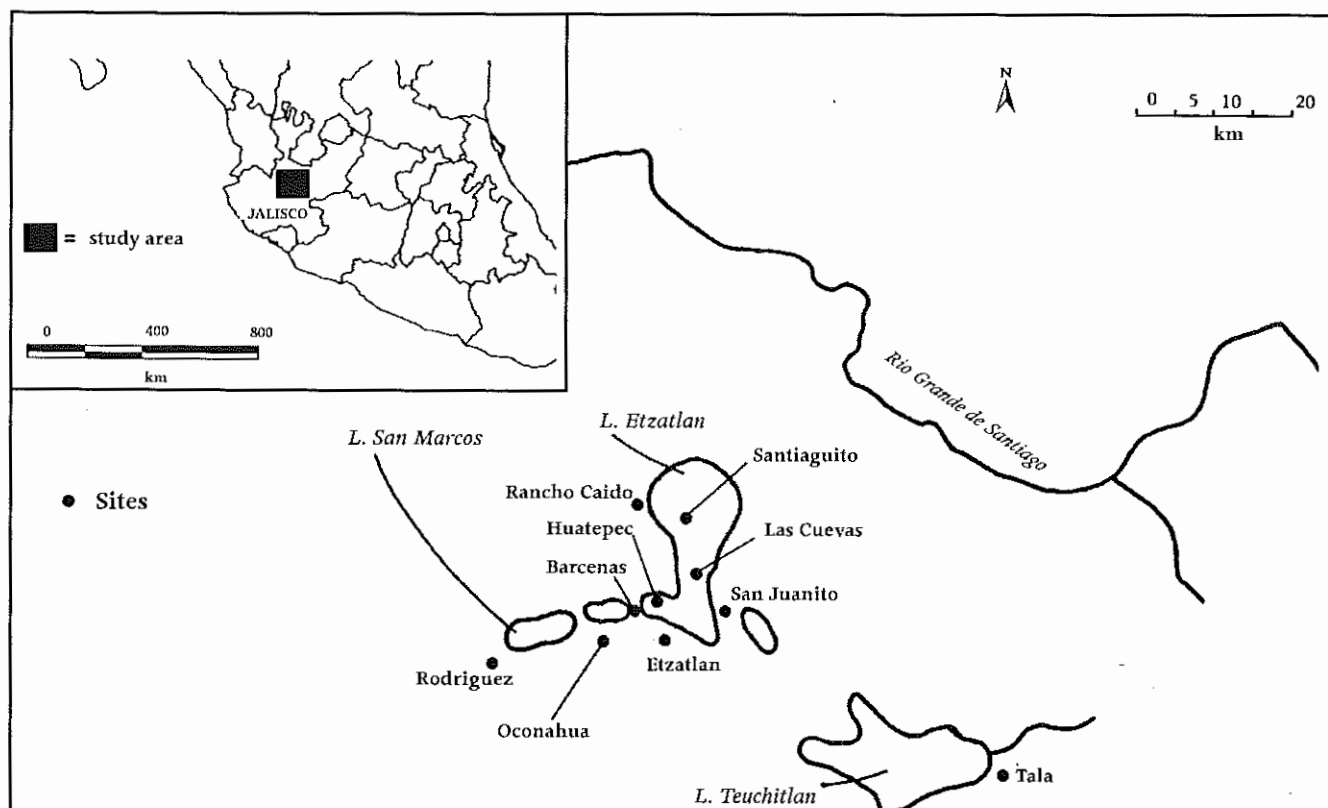 JALISCO
= study area
0 400 800
km
N
0 5 10 20
km
Rio Grande de Santiago
L. San Marcos
L. Etzatlan
Santiaguito
Sites
Rancho Caido
Huatepec
Las Cuevas
Barcenas
San Juanito
Rodriguez
Etzatlan
Oconahua
L. Teuchitlan
Tala